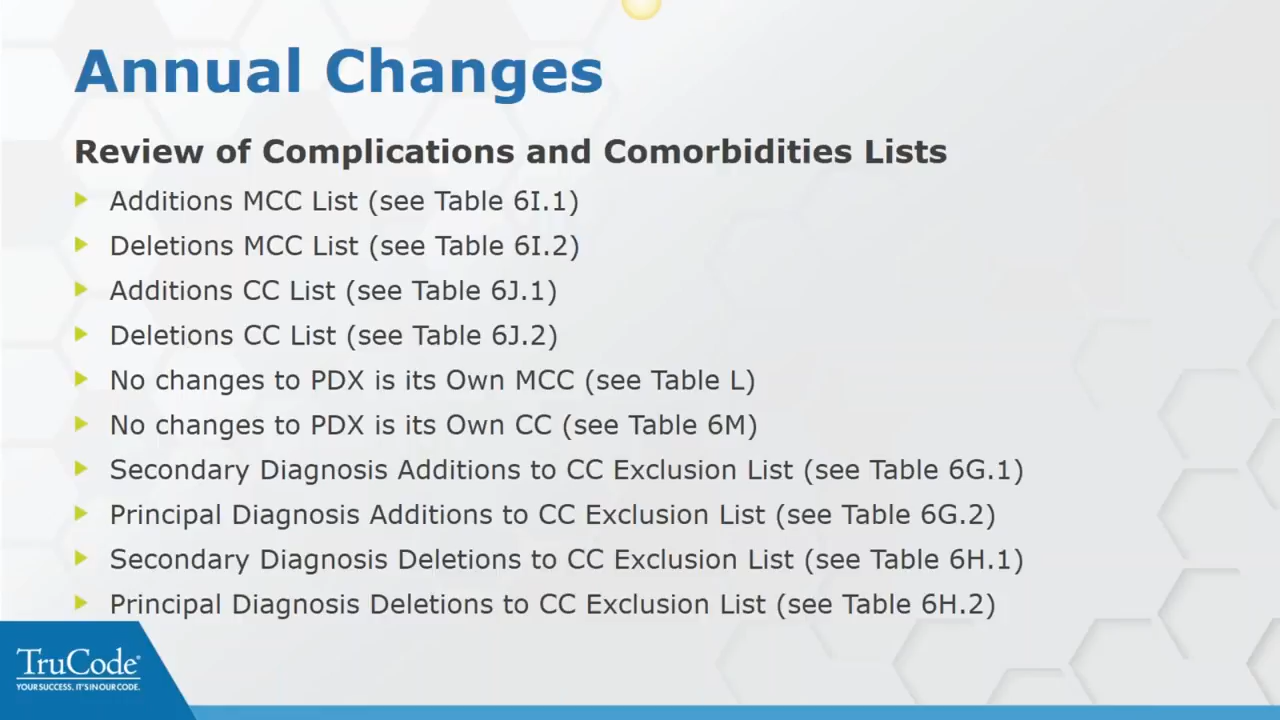 Annual Changes
Review of Complications and Comorbidities Lists
Additions MCC List (see Table 6I.1)
Deletions MCC List (see Table 6I.2)
Additions CC List (see Table 6J.1)
Deletions CC List (see Table 6J.2)
No changes to PDX is its Own MCC (see Table L)
No changes to PDX is its Own CC (see Table 6M)
Secondary Diagnosis Additions to CC Exclusion List (see Table 6G.1)
Principal Diagnosis Additions to CC Exclusion List (see Table 6G.2)
Secondary Diagnosis Deletions to CC Exclusion List (see Table 6H.1)
Principal Diagnosis Deletions to CC Exclusion List (see Table 6H.2)
TruCode®
YOUR SUCCESS. IT'S IN OUR CODE.